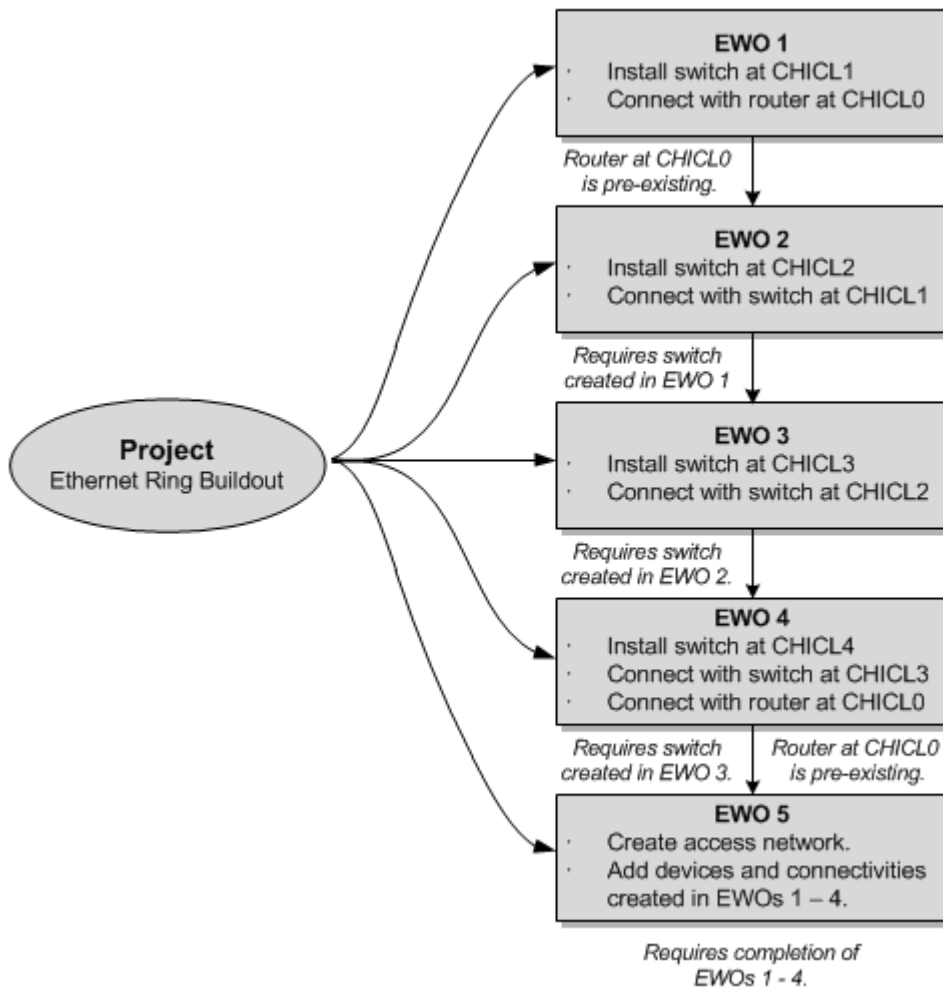 EWO 1
· Install switch at CHICL1
· Connect with router at CHICL0
Router at CHICL0
is pre-existing.
EWO 2
· Install switch at CHICL2
· Connect with switch at CHICL1
Requires switch
created in EWO 1
Project
Ethernet Ring Buildout
EWO 3
· Install switch at CHICL3
· Connect with switch at CHICL2
Requires switch
created in EWO 2.
EWO 4
· Install switch at CHICL4
· Connect with switch at CHICL3
· Connect with router at CHICL0
Requires switch
created in EWO 3.
Router at CHICL0
is pre-existing.
EWO 5
· Create access network.
· Add devices and connectivities
created in EWOs 1 – 4.
Requires completion of
EWOs 1 - 4.